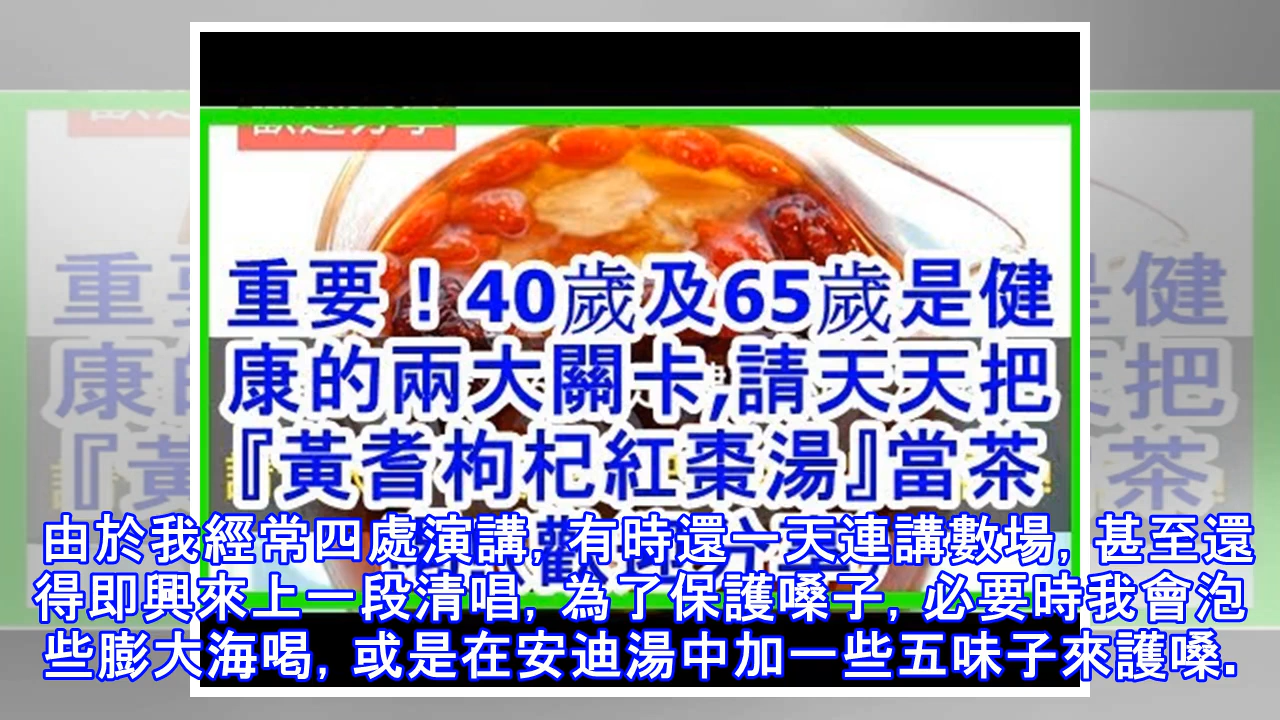 歡迎分享
重要！40歲及65歲是健
康的兩大關卡,請天天把
『黃耆枸杞紅棗湯』當茶
由於我經常四處演講, 有時還一天連講數場, 甚至還
得即興來上一段清唱, 為了保護嗓子, 必要時我會泡
些膨大海喝, 或是在安迪湯中加一些五味子來護嗓.